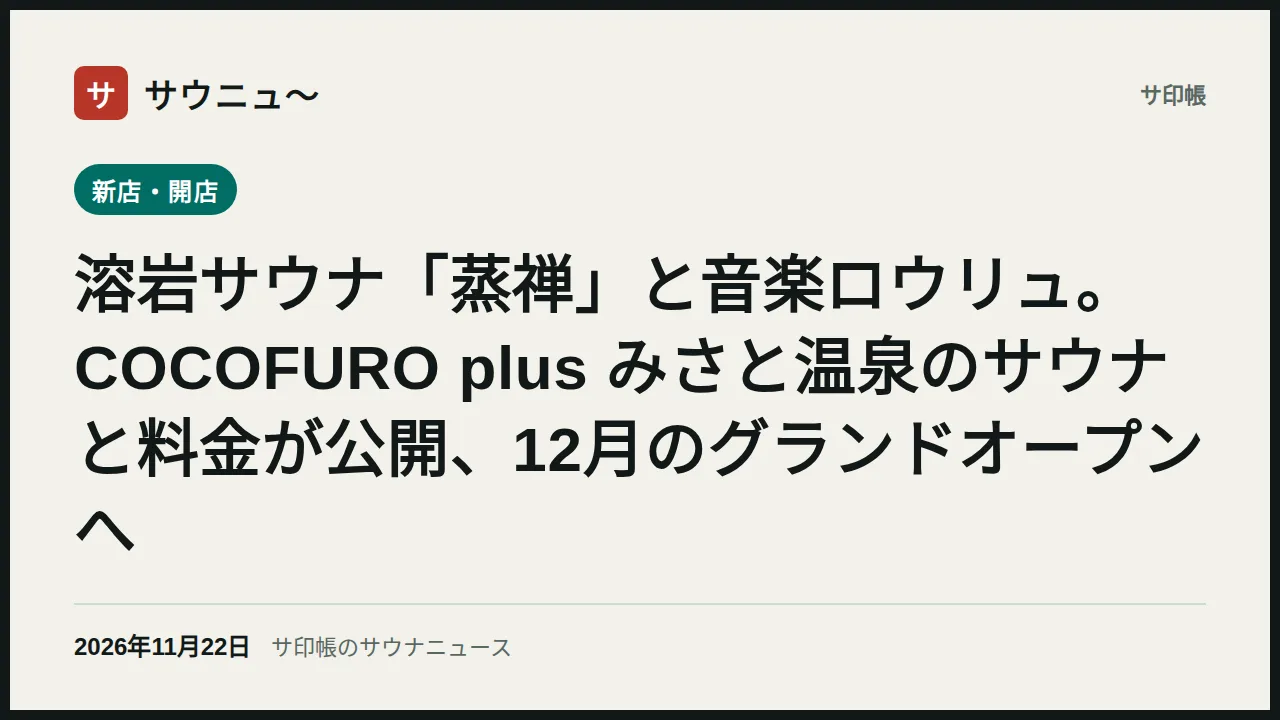 サ
サウニュ〜
サ印帳
新店・開店
溶岩サウナ「蒸禅」と音楽ロウリュ。
COCOFURO plus みさと温泉のサウナ
と料金が公開、12月のグランドオープン
へ
2026年11月22日 サ印帳のサウナニュース